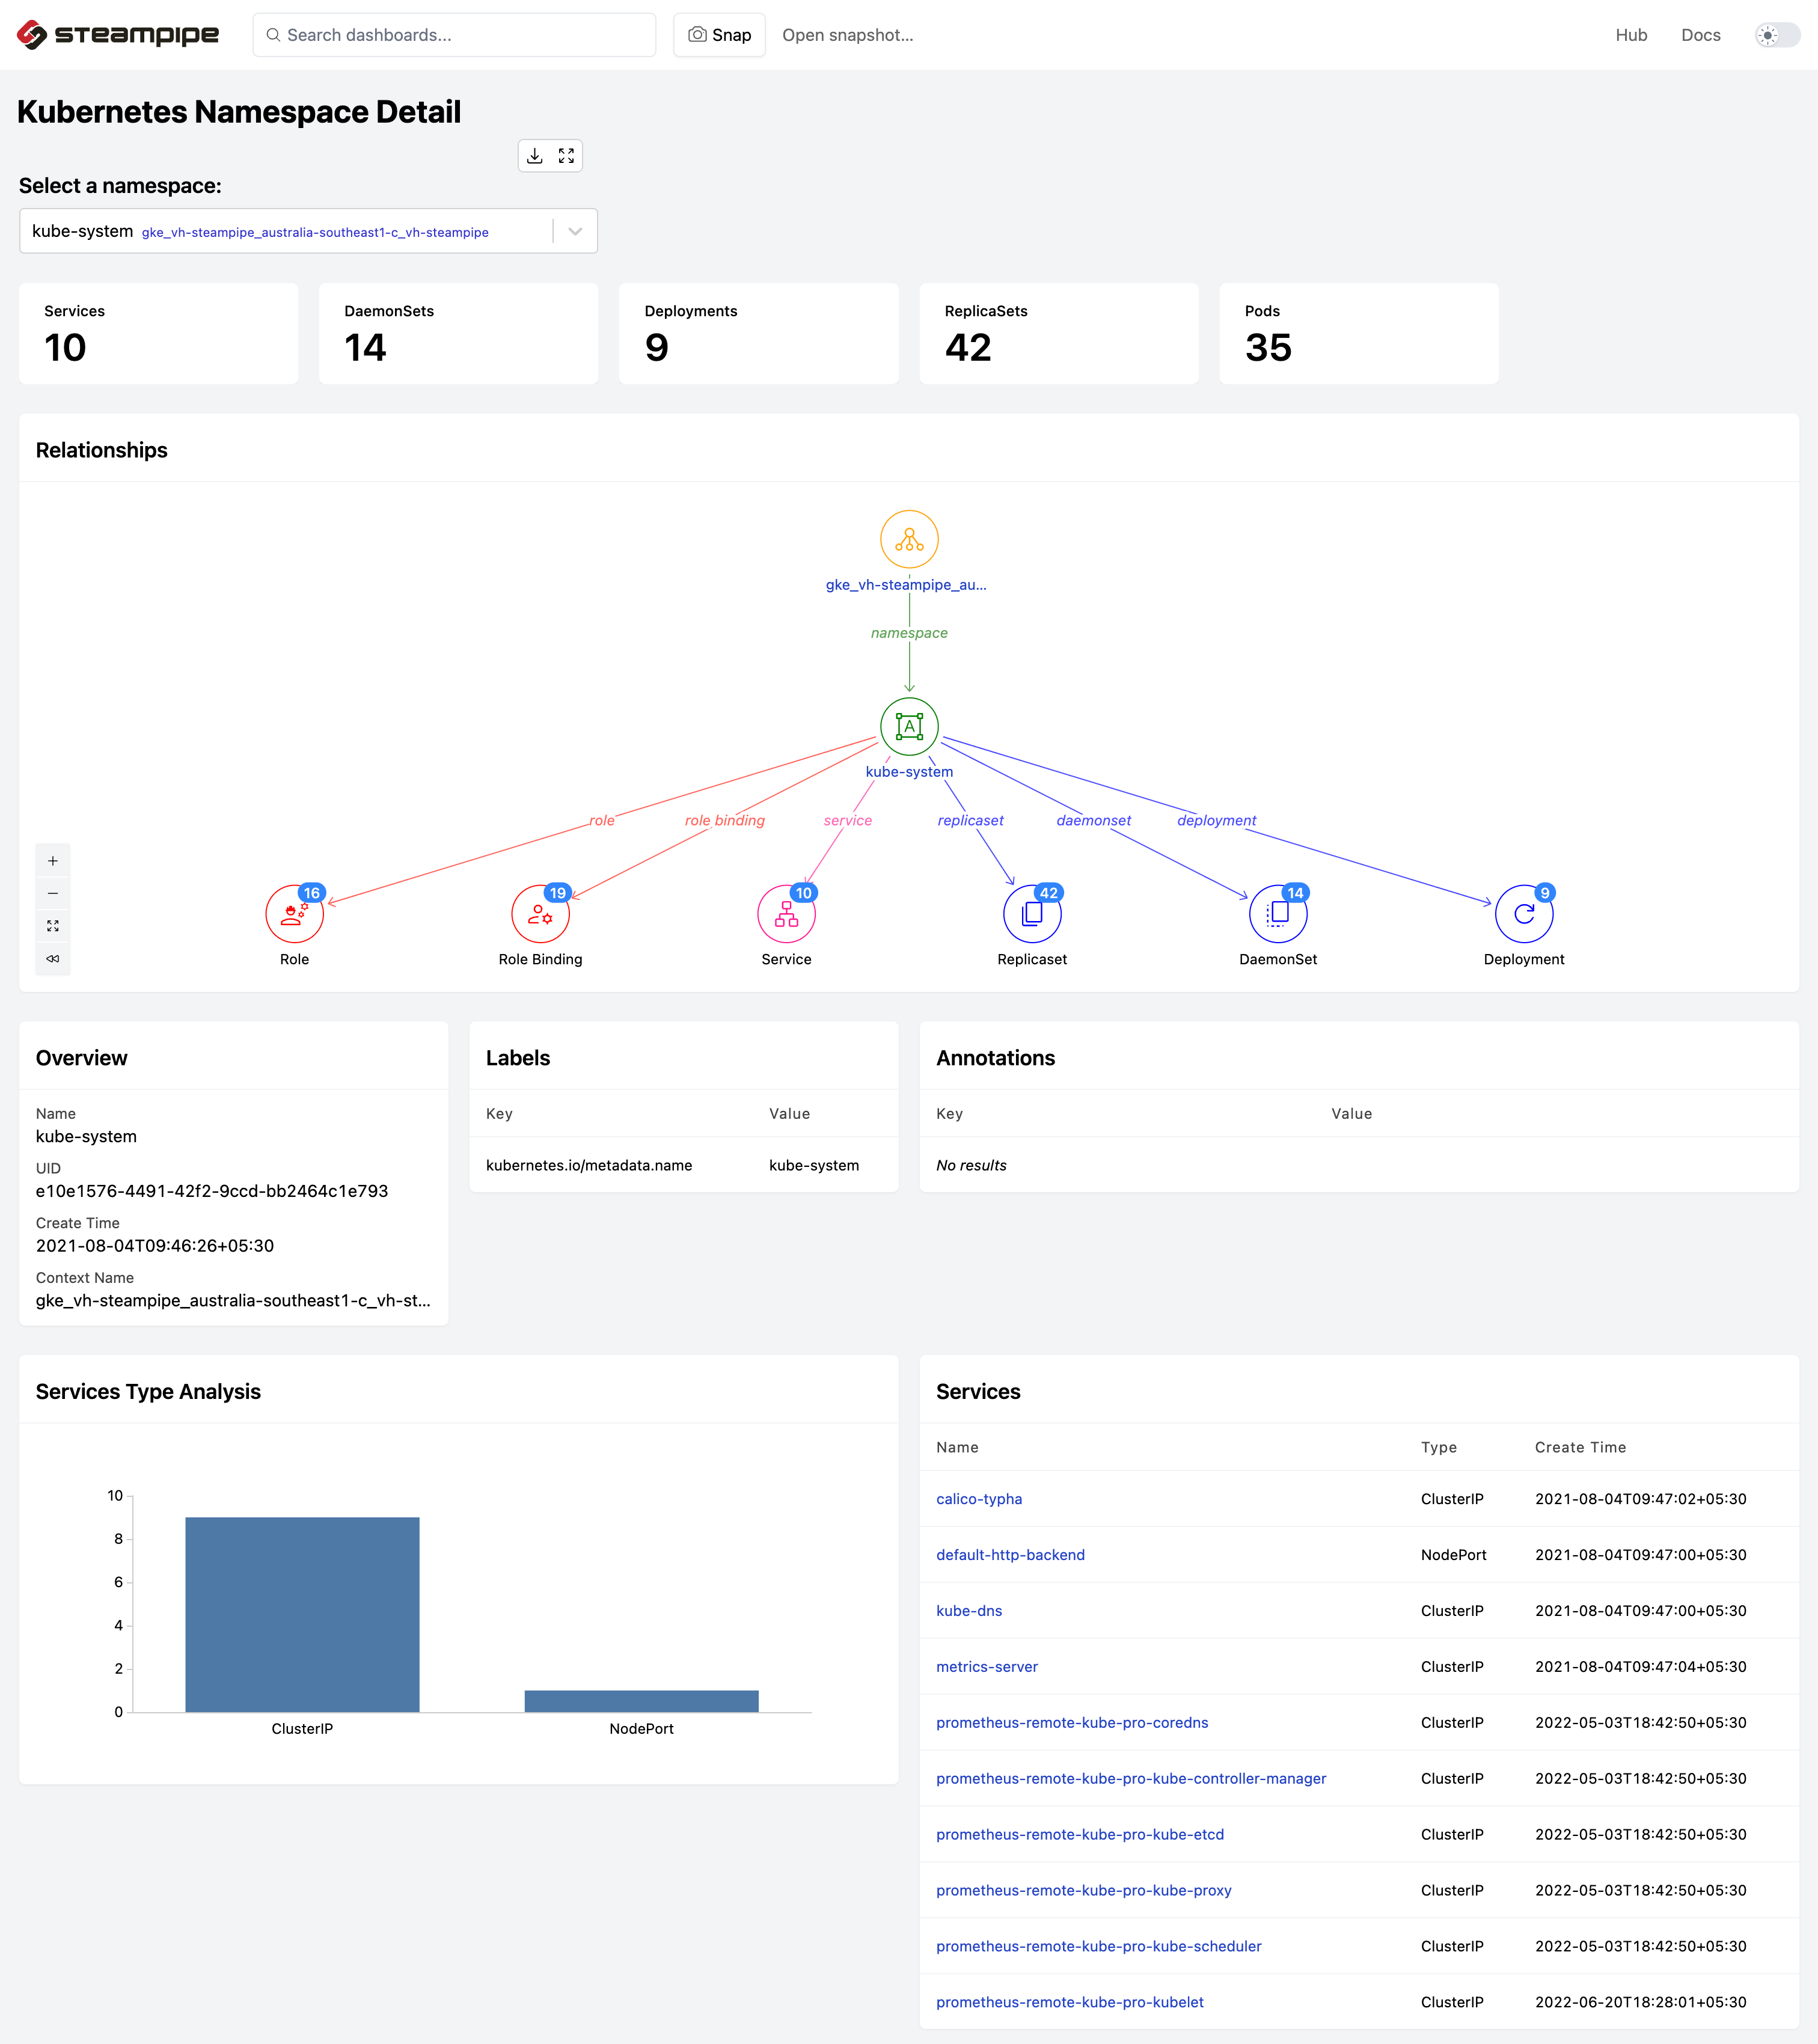 steampipe
Search dashboards...
Snap
Open snapshot...
Hub
Docs
Kubernetes Namespace Detail
Select a namespace:
kube-system gke_vh-steampipe_australia-southeast1-c_vh-steampipe
Services
10
DaemonSets
14
Deployments
9
ReplicaSets
42
Pods
35
Relationships
gke_vh-steampipe_au...
namespace
A
kube-system
role
role binding
service
replicaset
daemonset
deployment
16
19
10
42
14
9
Role
Role Binding
Service
Replicaset
DaemonSet
Deployment
Overview
Name
kube-system
UID
e10e1576-4491-42f2-9ccd-bb2464c1e793
Create Time
2021-08-04T09:46:26+05:30
Context Name
gke_vh-steampipe_australia-southeast1-c_vh-st...
Labels
Key Value
kubernetes.io/metadata.name kube-system
Annotations
Key Value
No results
Services Type Analysis
10
8
6
4
2
0
ClusterIP
NodePort
Services
Name Type Create Time
calico-typha ClusterIP 2021-08-04T09:47:02+05:30
default-http-backend NodePort 2021-08-04T09:47:00+05:30
kube-dns ClusterIP 2021-08-04T09:47:00+05:30
metrics-server ClusterIP 2021-08-04T09:47:04+05:30
prometheus-remote-kube-pro-coredns ClusterIP 2022-05-03T18:42:50+05:30
prometheus-remote-kube-pro-kube-controller-manager ClusterIP 2022-05-03T18:42:50+05:30
prometheus-remote-kube-pro-kube-etcd ClusterIP 2022-05-03T18:42:50+05:30
prometheus-remote-kube-pro-kube-proxy ClusterIP 2022-05-03T18:42:50+05:30
prometheus-remote-kube-pro-kube-scheduler ClusterIP 2022-05-03T18:42:50+05:30
prometheus-remote-kube-pro-kubelet ClusterIP 2022-06-20T18:28:01+05:30